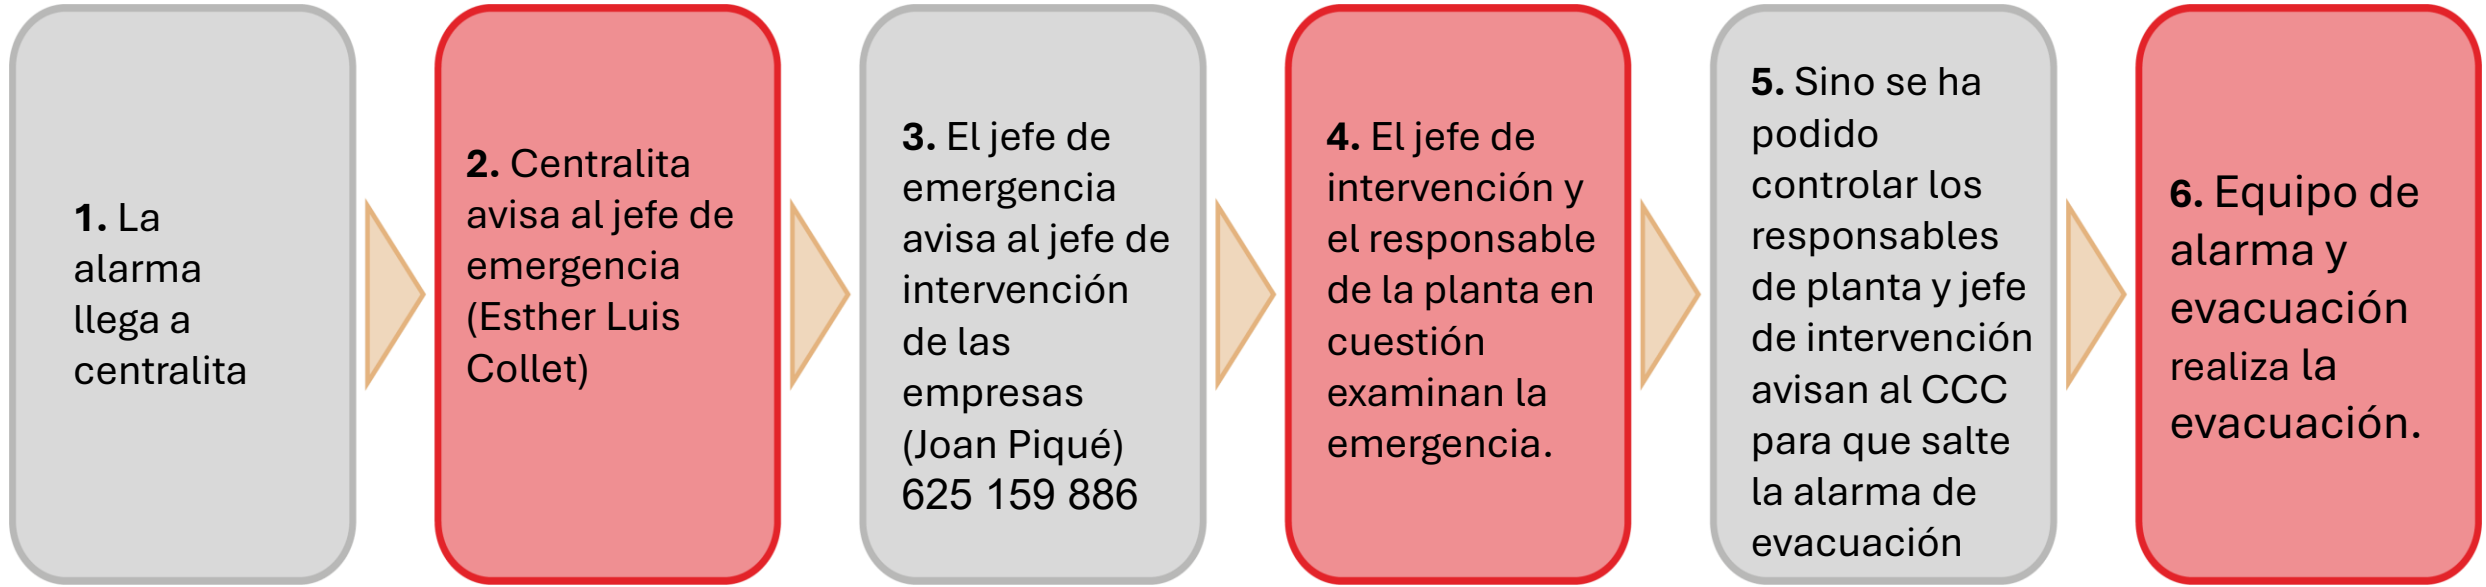 1. La
alarma
llega a
centralita
2. Centralita
avisa al jefe de
emergencia
(Esther Luis
Collet)
3. El jefe de
emergencia
avisa al jefe de
intervención
de las
empresas
(Joan Piqué)
625 159 886
4. El jefe de
intervención y
el responsable
de la planta en
cuestión
examinan la
emergencia.
5. Sino se ha
podido
controlar los
responsables
de planta y jefe
de intervención
avisan al CCC
para que salte
la alarma de
evacuación
6. Equipo de
alarma y
evacuación
realiza la
evacuación.